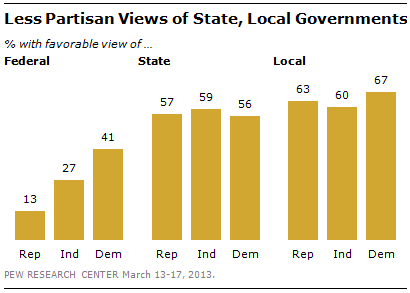 Less Partisan Views of State, Local Governments
% with favorable view of …
Federal State Local
13 27 41 57 59 56 63 60 67
Rep Ind Dem Rep Ind Dem Rep Ind Dem
PEW RESEARCH CENTER March 13-17, 2013.